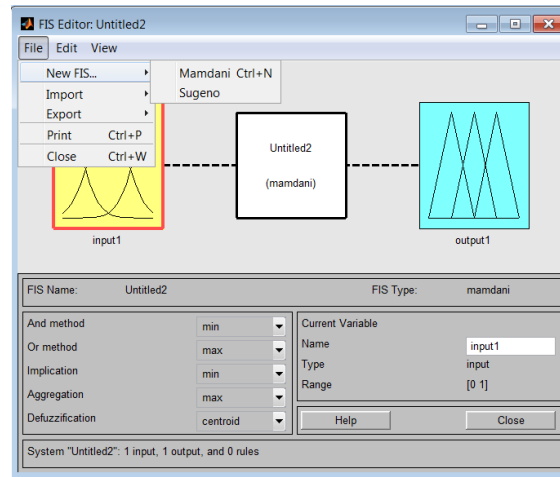 FIS Editor: Untitled2
File Edit View
New FIS...
Mamdani Ctrl+N
Sugeno
Import
Export
Print Ctrl+P
Close Ctrl+W
Untitled2
(mamdani)
input1
output1
FIS Name: Untitled2 FIS Type: mamdani
And method min
Or method max
Implication min
Aggregation max
Defuzzification centroid
Current Variable
Name input1
Type input
Range [0 1]
Help Close
System "Untitled2": 1 input, 1 output, and 0 rules